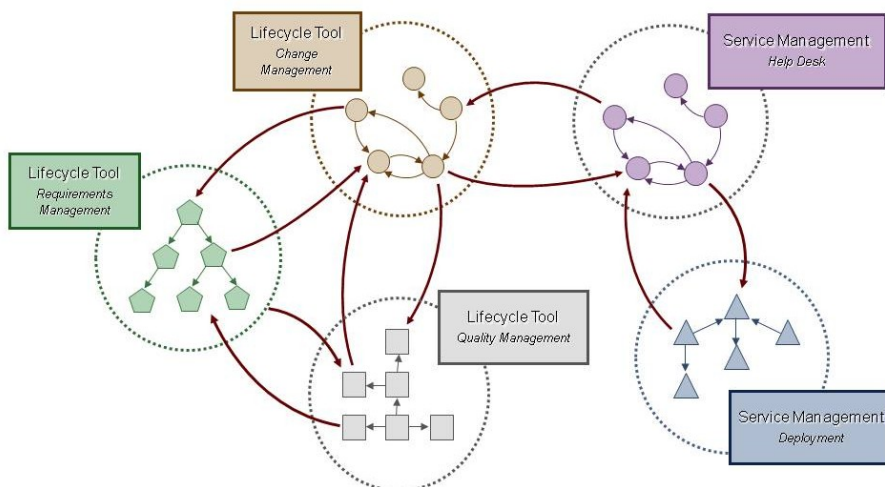 Lifecycle Tool
Change
Management
Service Management
Help Desk
Lifecycle Tool
Requirements
Management
Lifecycle Tool
Quality Management
Service Management
Deployment